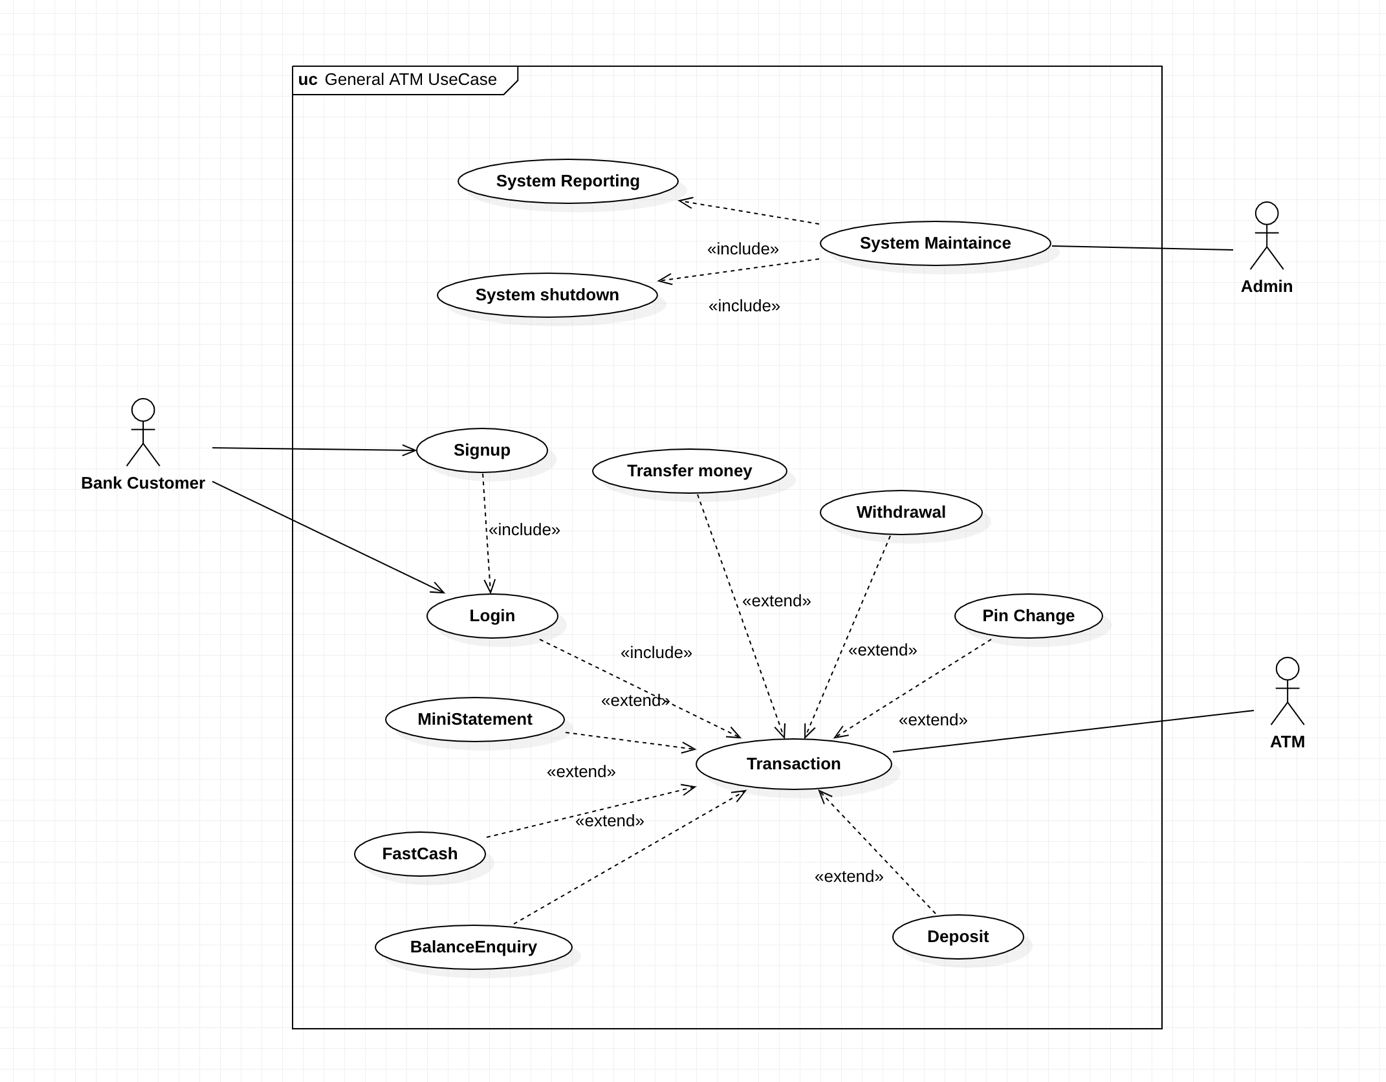 uc General ATM UseCase
System Reporting
System Maintaince
«include»
Admin
System shutdown
«include»
Signup
Transfer money
Bank Customer
Withdrawal
«include»
«extend»
Login
Pin Change
«include»
«extend»
«extend»
MiniStatement
«extend»
ATM
Transaction
«extend»
«extend»
FastCash
«extend»
Deposit
BalanceEnquiry